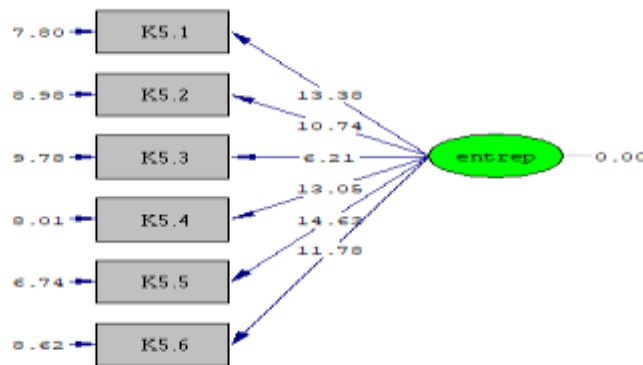 7.80 K5.1
13.38
8.98 K5.2
10.74
9.78 K5.3 6.21 entrep 0.00
13.05
8.01 K5.4 14.62
11.78
6.74 K5.5
8.62 K5.6